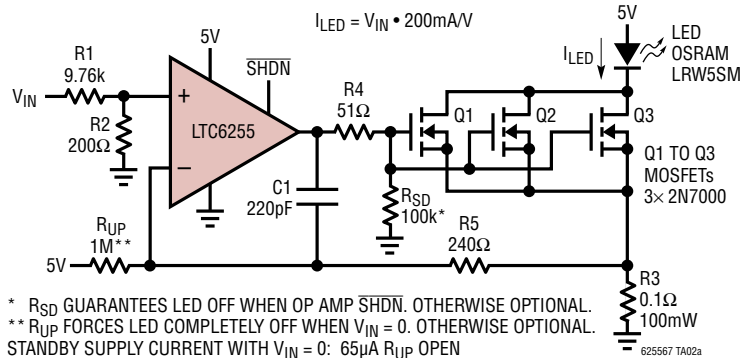 I_LED = V_IN • 200mA/V
5V
LED
OSRAM
LRW5SM
I_LED
5V
SHDN
R1
9.76k
V_IN
R2
200Ω
+
LTC6255
−
R4
51Ω
Q1
Q2
Q3
Q1 TO Q3
MOSFETs
3× 2N7000
C1
220pF
R_SD
100k*
R_UP
1M**
5V
R5
240Ω
R3
0.1Ω
100mW
* R_SD GUARANTEES LED OFF WHEN OP AMP SHDN. OTHERWISE OPTIONAL.
** R_UP FORCES LED COMPLETELY OFF WHEN V_IN = 0. OTHERWISE OPTIONAL.
STANDBY SUPPLY CURRENT WITH V_IN = 0: 65µA R_UP OPEN
625567 TA02a